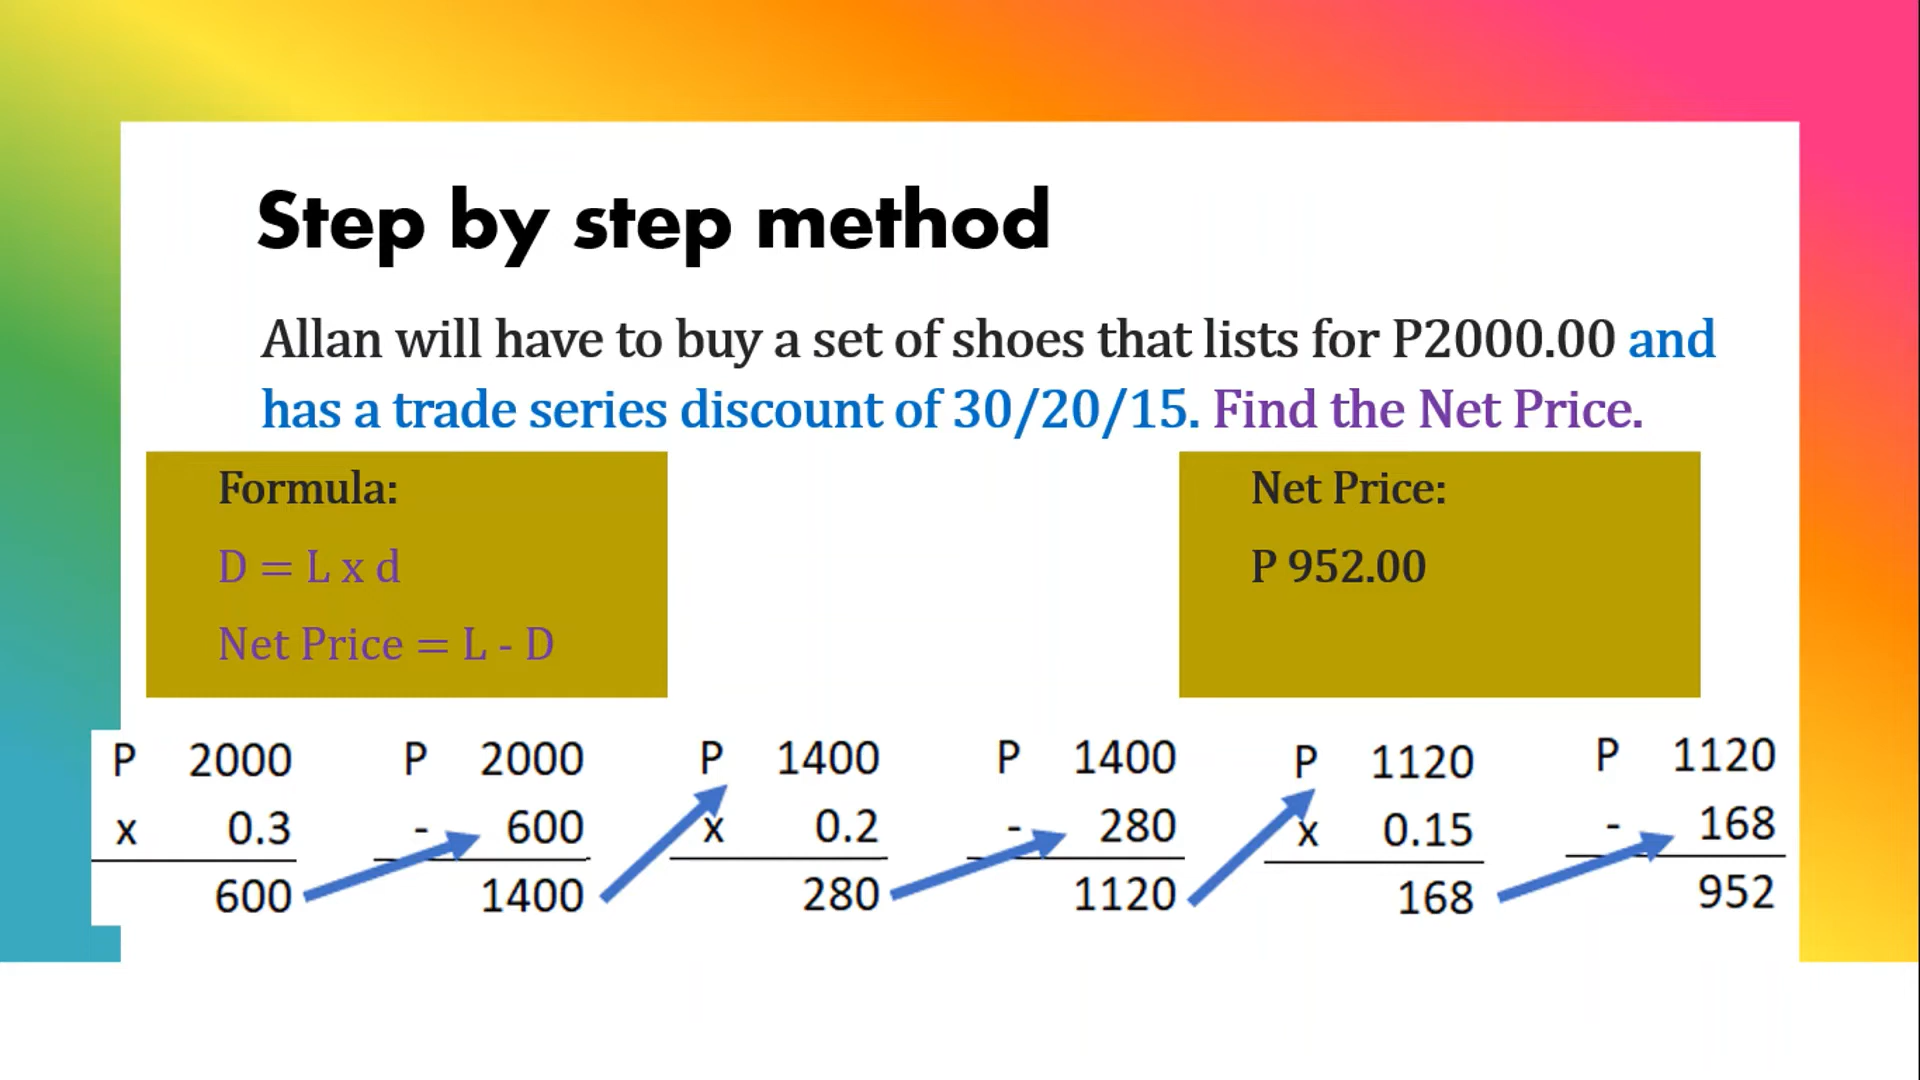 Step by step method
Allan will have to buy a set of shoes that lists for P2000.00 and
has a trade series discount of 30/20/15. Find the Net Price.
Formula:
D = L x d
Net Price = L - D
Net Price:
P 952.00
P 2000
x 0.3
600
P 2000
- 600
1400
P 1400
x 0.2
280
P 1400
- 280
1120
P 1120
x 0.15
168
P 1120
- 168
952